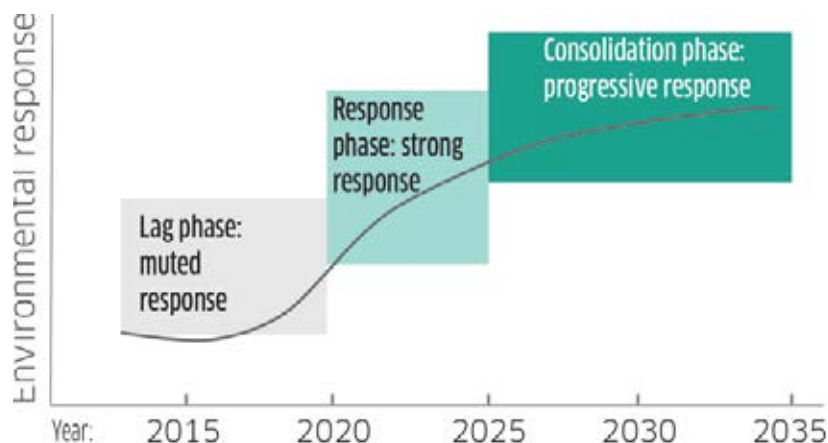 Environmental response
Consolidation phase:
progressive response
Response
phase: strong
response
Lag phase:
muted
response
Year: 2015 2020 2025 2030 2035